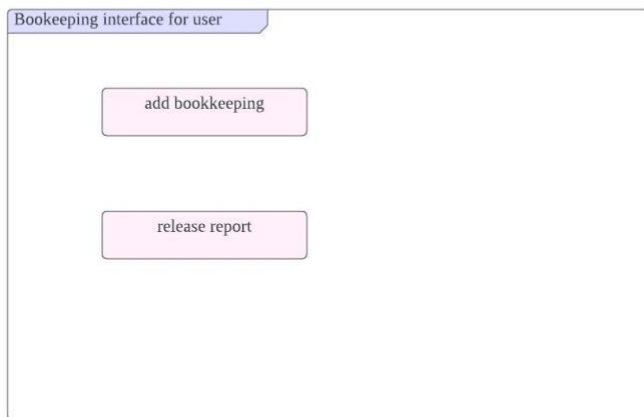 Bookeeping interface for user
add bookkeeping
release report